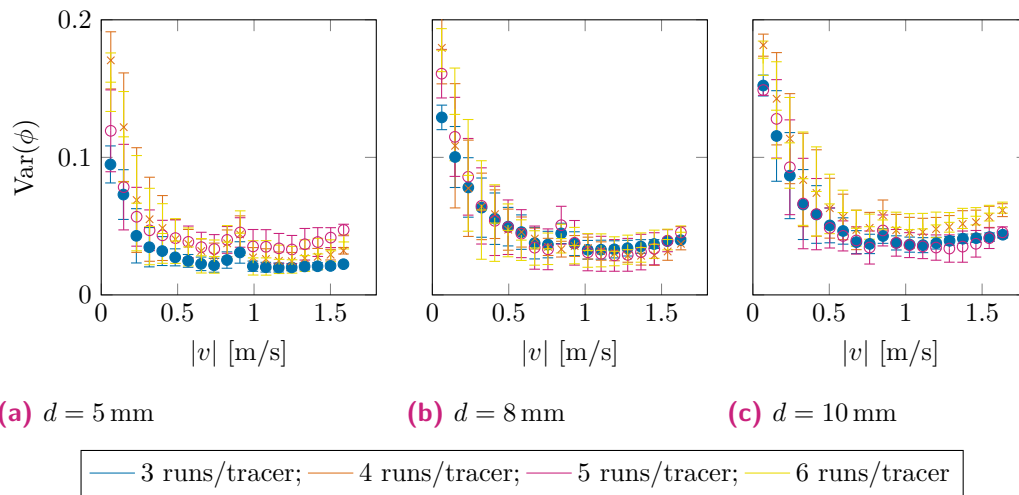 0.2
0.1
0
Var(ϕ)
0 0.5 1 1.5
|v| [m/s]
(a) d = 5 mm
0 0.5 1 1.5
|v| [m/s]
(b) d = 8 mm
0 0.5 1 1.5
|v| [m/s]
(c) d = 10 mm
3 runs/tracer; 4 runs/tracer; 5 runs/tracer; 6 runs/tracer